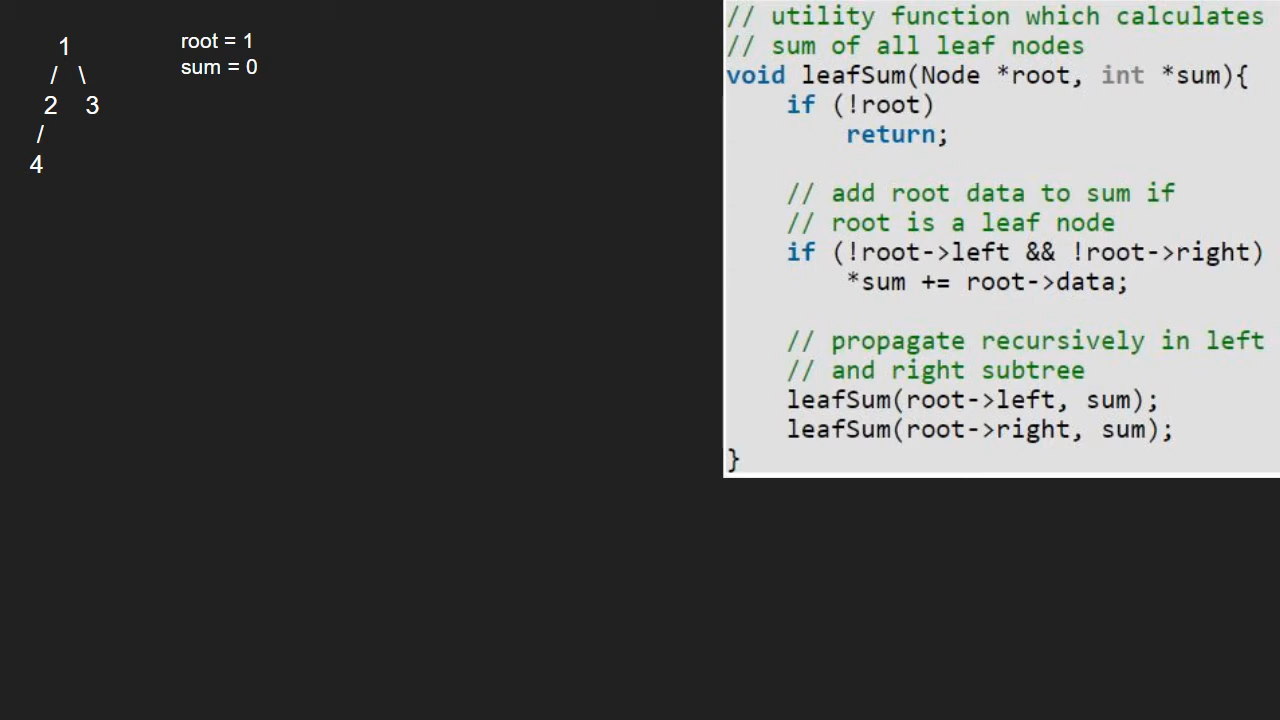 1
/ \
2 3
/
4
root = 1
sum = 0
// utility function which calculates
// sum of all leaf nodes
void leafSum(Node *root, int *sum){
    if (!root)
        return;

    // add root data to sum if
    // root is a leaf node
    if (!root->left && !root->right)
        *sum += root->data;

    // propagate recursively in left
    // and right subtree
    leafSum(root->left, sum);
    leafSum(root->right, sum);
}